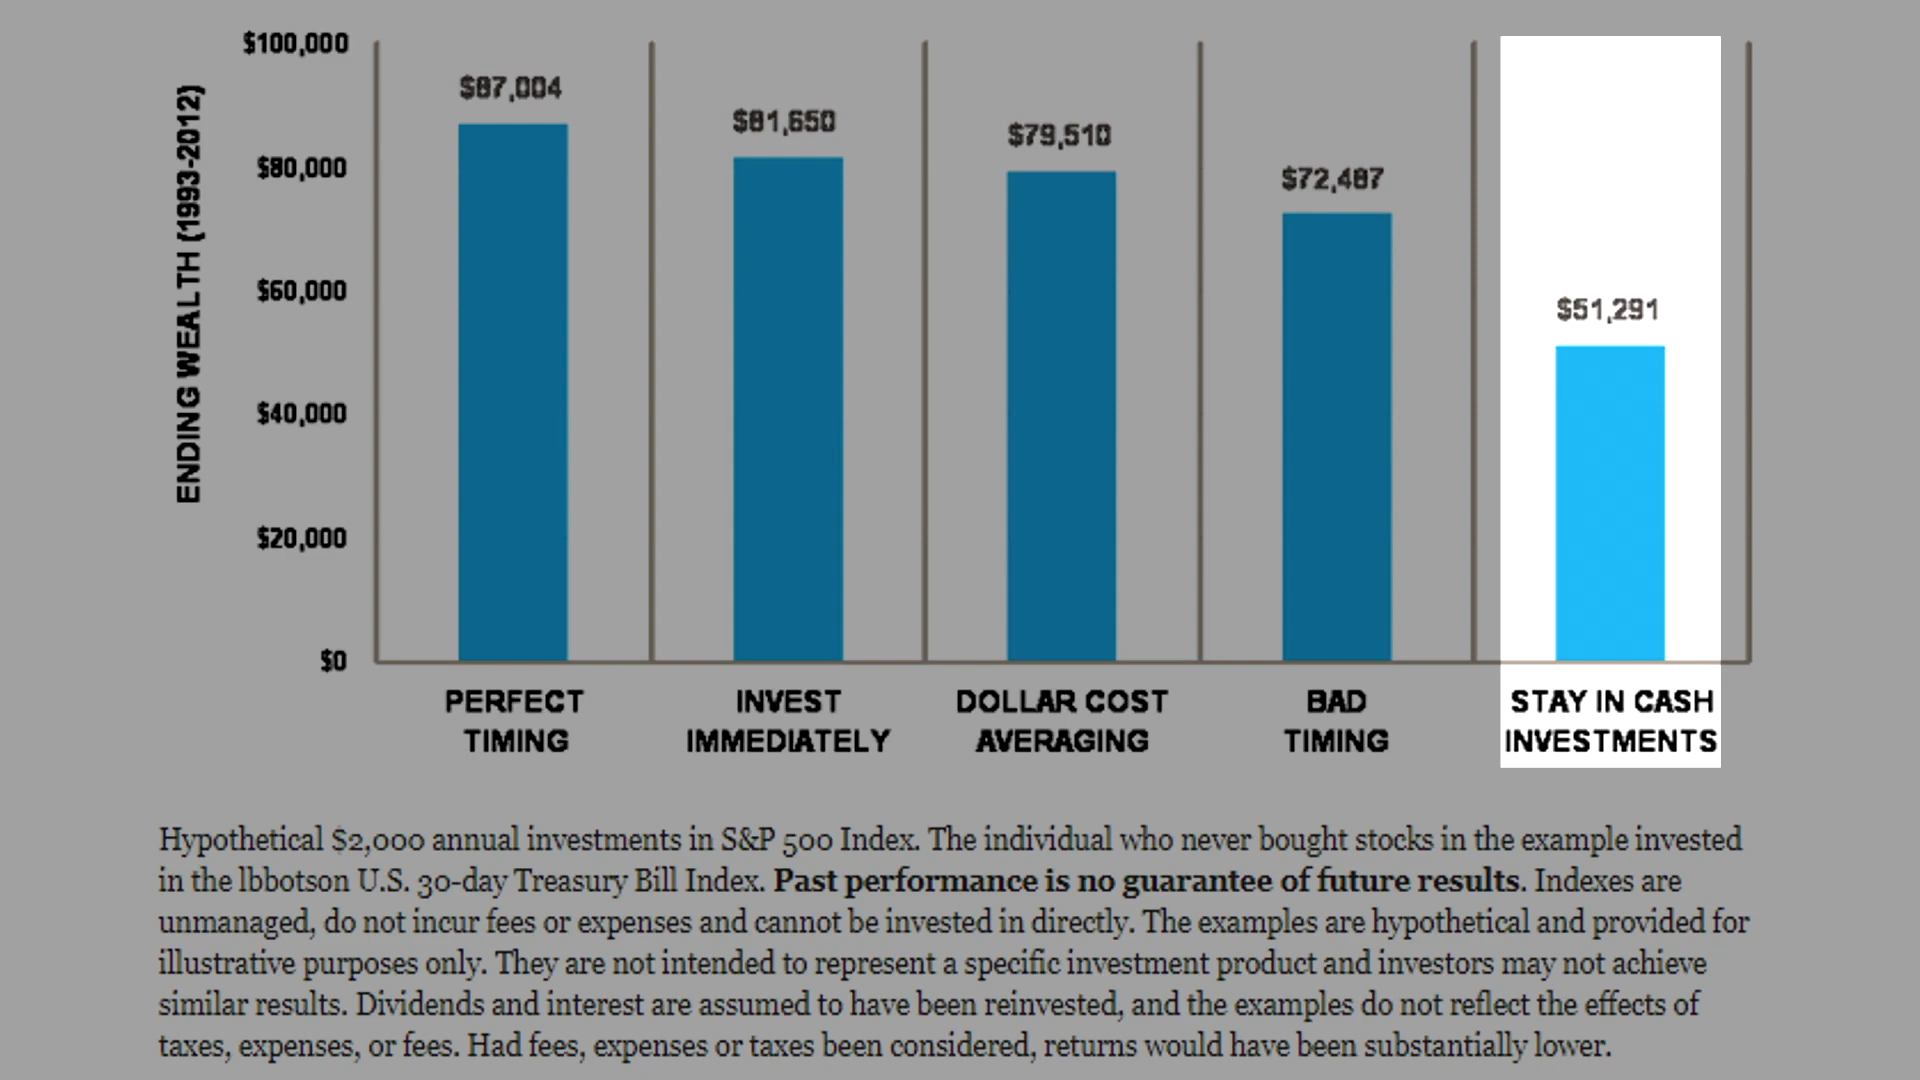 ENDING WEALTH (1993-2012)
$100,000
$80,000
$60,000
$40,000
$20,000
$0
$87,004
$81,650
$79,510
$72,487
$51,291
PERFECT
TIMING
INVEST
IMMEDIATELY
DOLLAR COST
AVERAGING
BAD
TIMING
STAY IN CASH
INVESTMENTS
Hypothetical $2,000 annual investments in S&P 500 Index. The individual who never bought stocks in the example invested
in the lbbotson U.S. 30-day Treasury Bill Index. Past performance is no guarantee of future results. Indexes are
unmanaged, do not incur fees or expenses and cannot be invested in directly. The examples are hypothetical and provided for
illustrative purposes only. They are not intended to represent a specific investment product and investors may not achieve
similar results. Dividends and interest are assumed to have been reinvested, and the examples do not reflect the effects of
taxes, expenses, or fees. Had fees, expenses or taxes been considered, returns would have been substantially lower.